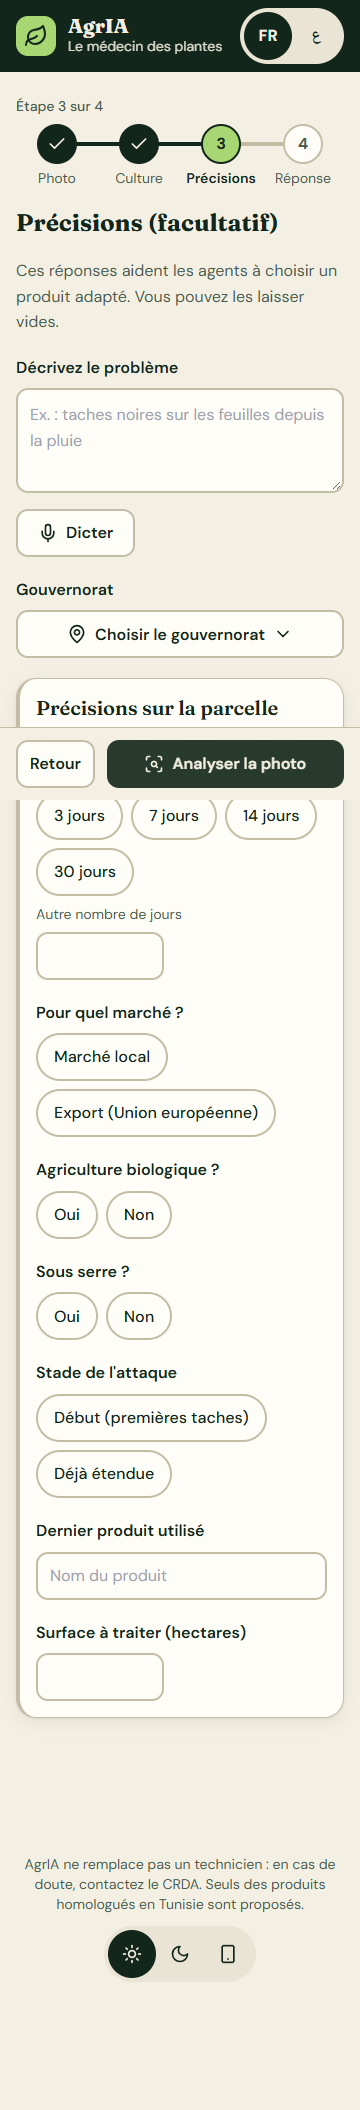 AgrIA
Le médecin des plantes
FR
ع
Étape 3 sur 4
3
4
Photo
Culture
Précisions
Réponse
Précisions (facultatif)
Ces réponses aident les agents à choisir un
produit adapté. Vous pouvez les laisser
vides.
Décrivez le problème
Ex. : taches noires sur les feuilles depuis
la pluie
Dicter
Gouvernorat
Choisir le gouvernorat
Précisions sur la parcelle
Retour
Analyser la photo
3 jours
7 jours
14 jours
30 jours
Autre nombre de jours
Pour quel marché ?
Marché local
Export (Union européenne)
Agriculture biologique ?
Oui
Non
Sous serre ?
Oui
Non
Stade de l'attaque
Début (premières taches)
Déjà étendue
Dernier produit utilisé
Nom du produit
Surface à traiter (hectares)
AgrIA ne remplace pas un technicien : en cas de
doute, contactez le CRDA. Seuls des produits
homologués en Tunisie sont proposés.